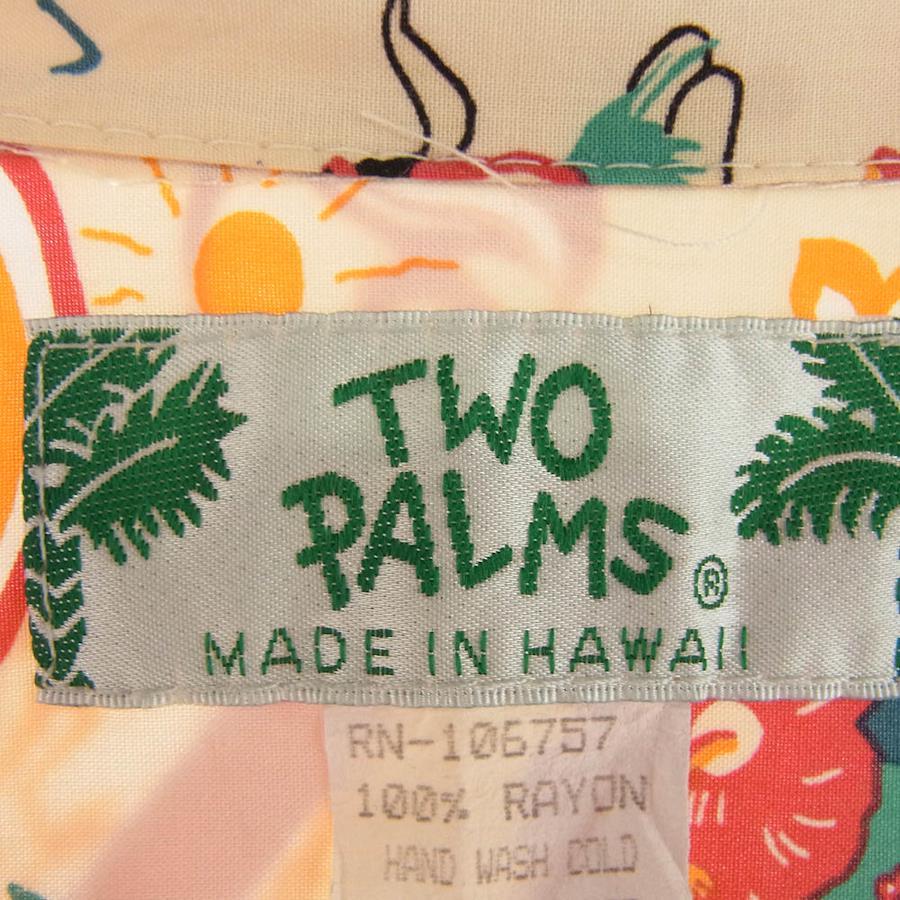 TWO
PALMS®
MADE IN HAWAII
RN-106757
100% RAYON
HAND WASH COLD